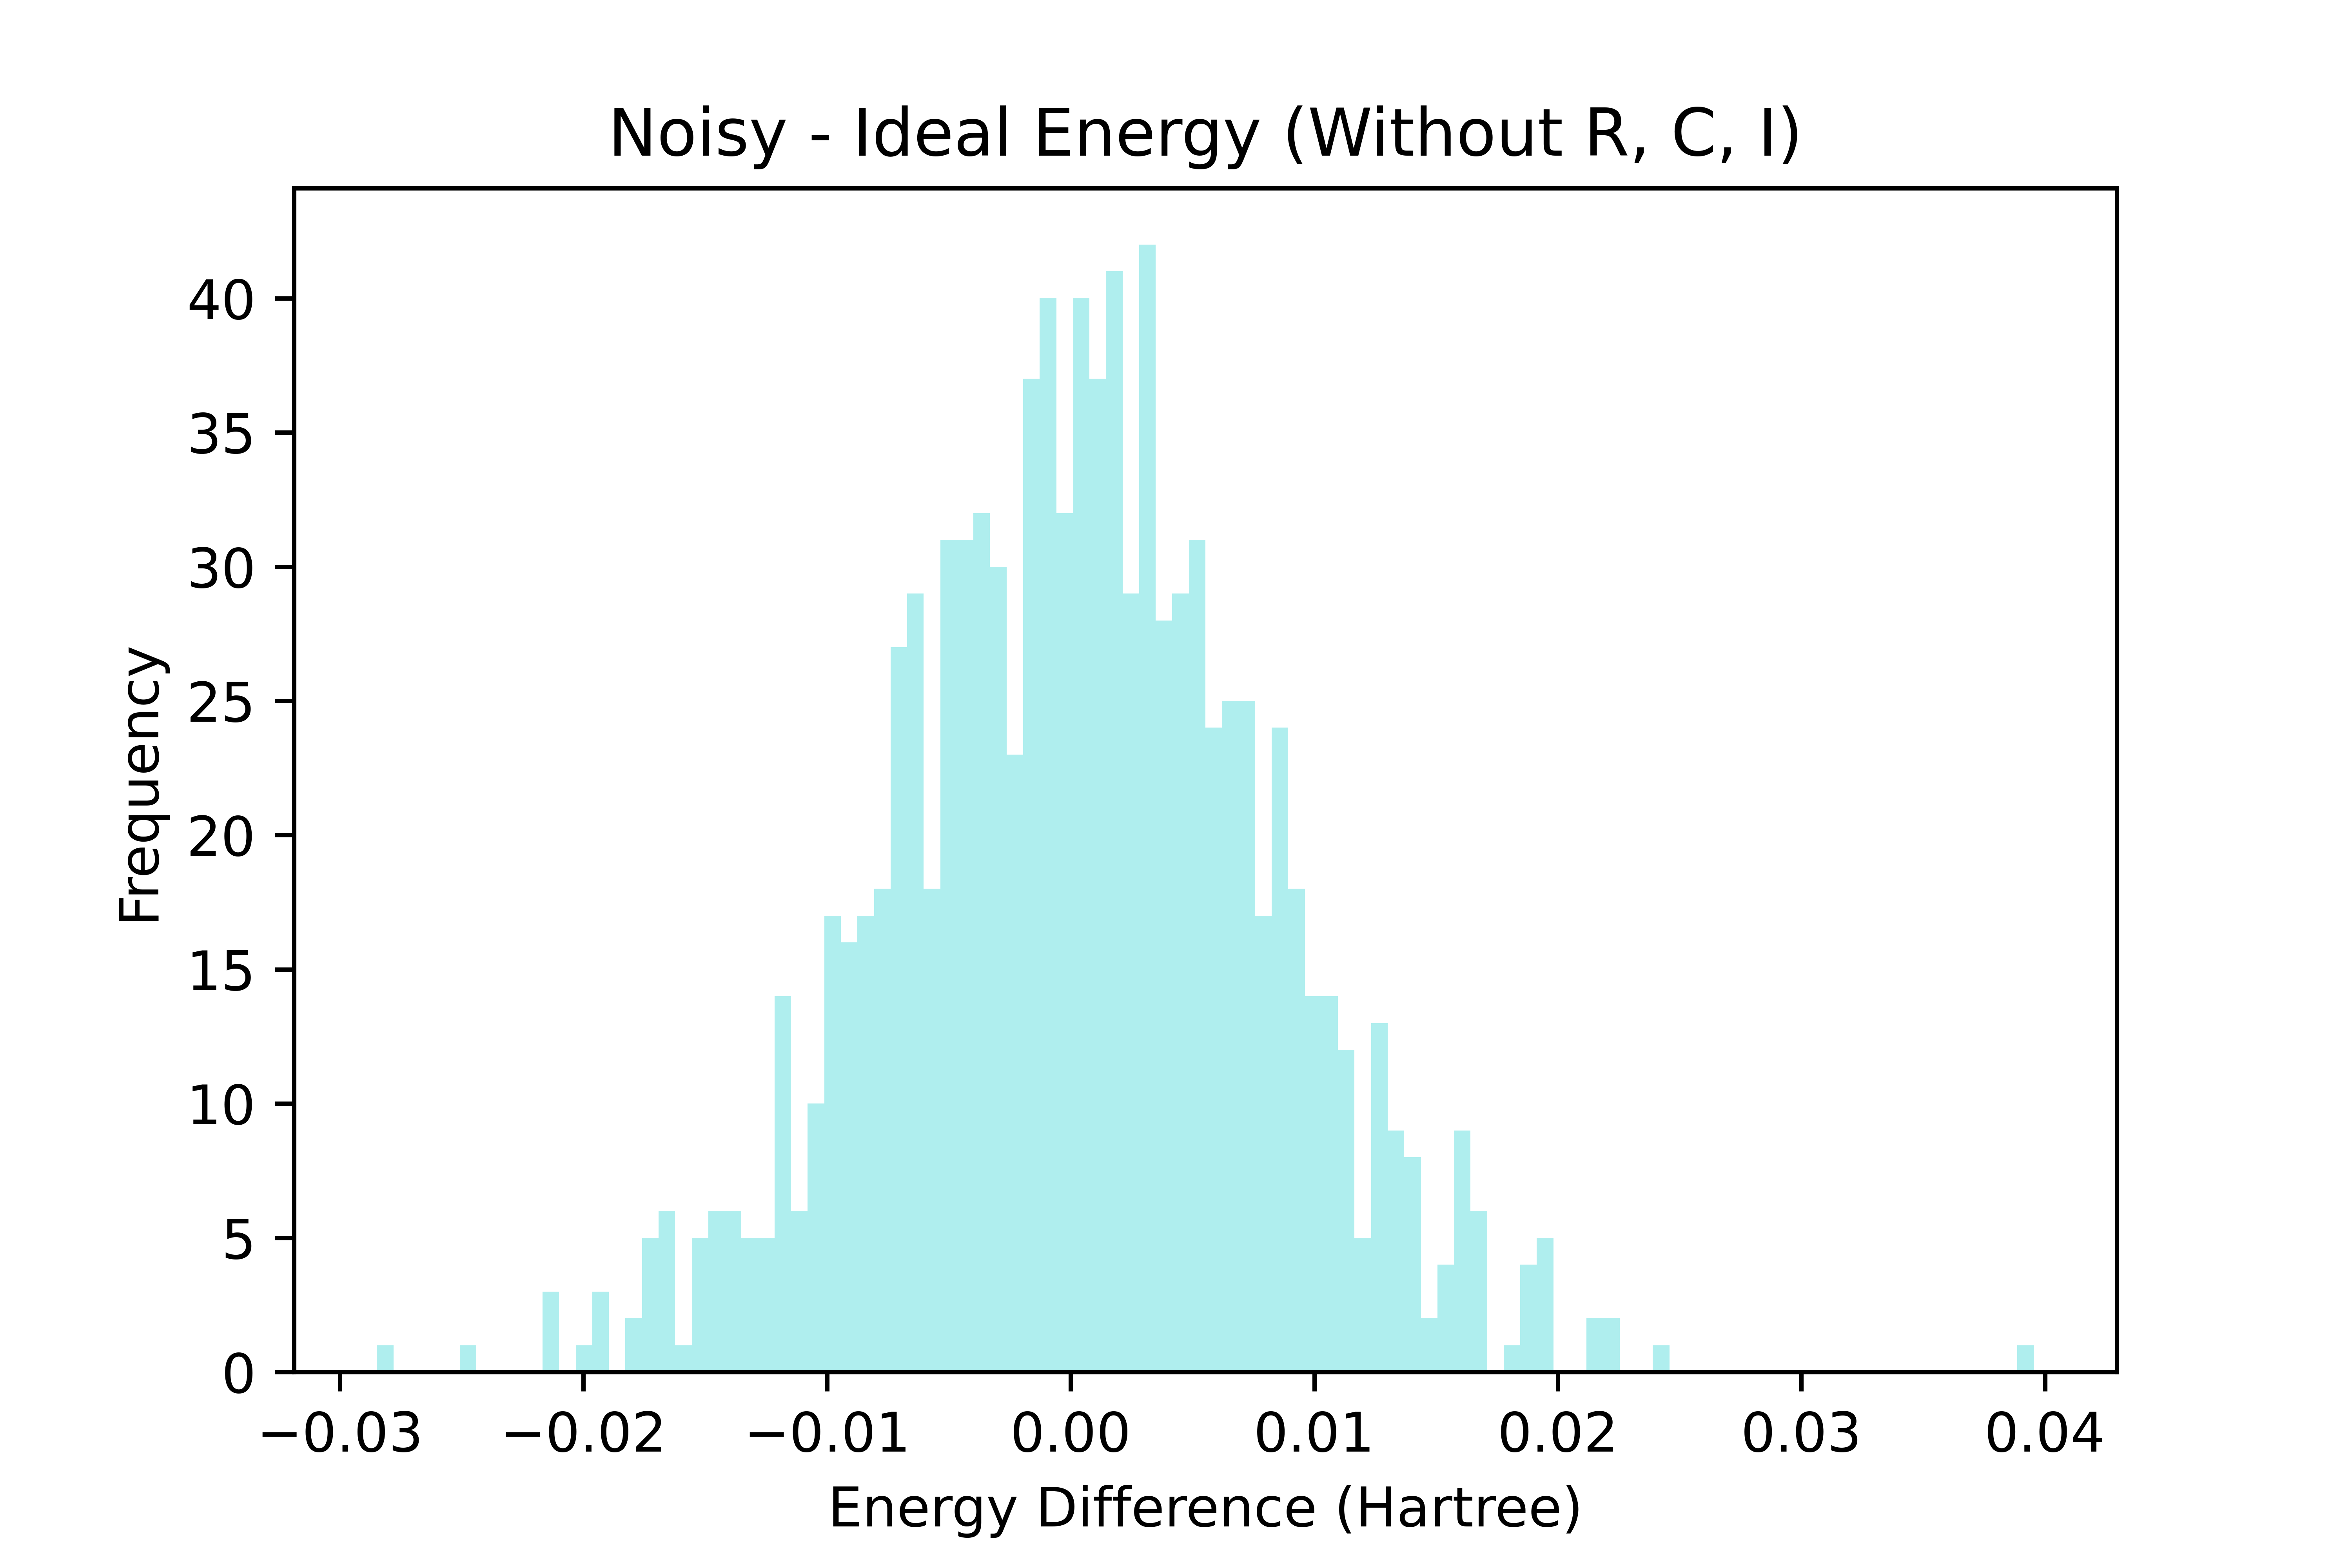 Noisy - Ideal Energy (Without R, C, I)
40
35
30
25
20
15
10
5
0
Frequency
−0.03 −0.02 −0.01 0.00 0.01 0.02 0.03 0.04
Energy Difference (Hartree)